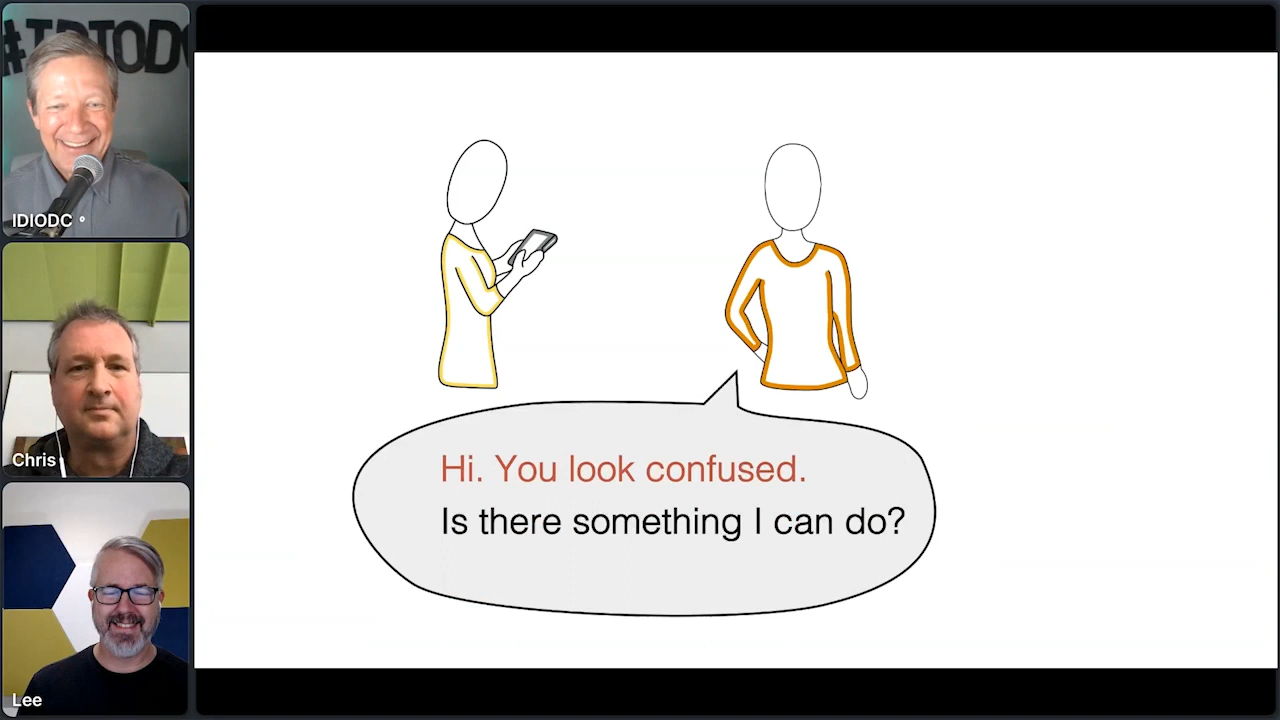 #IDIODC
IDIODC
Chris
Lee
Hi. You look confused.
Is there something I can do?